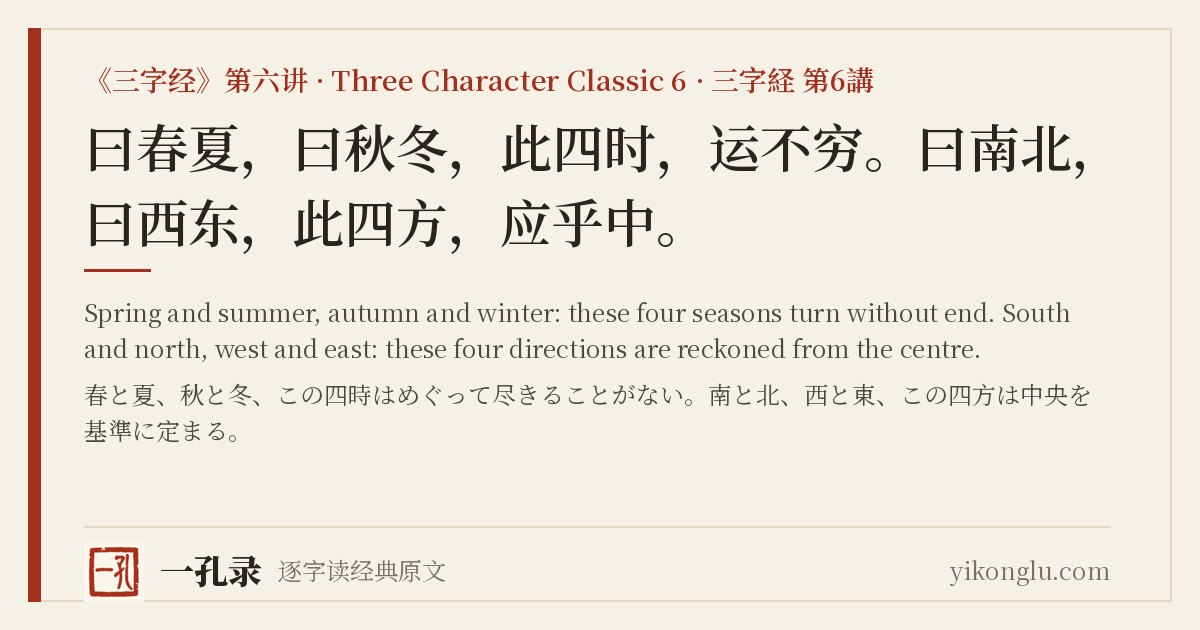 《三字经》第六讲 · Three Character Classic 6 · 三字経 第6講
曰春夏，曰秋冬，此四时，运不穷。曰南北，
曰西东，此四方，应乎中。
Spring and summer, autumn and winter: these four seasons turn without end. South
and north, west and east: these four directions are reckoned from the centre.
春と夏、秋と冬、この四時はめぐって尽きることがない。南と北、西と東、この四方は中央を
基準に定まる。
一孔
一孔录 逐字读经典原文
yikonglu.com